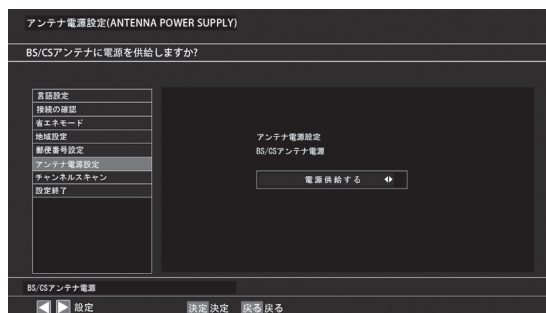 アンテナ電源設定(ANTENNA POWER SUPPLY)
BS/CSアンテナに電源を供給しますか?
言語設定
接続の確認
省エネモード
地域設定
郵便番号設定
アンテナ電源設定
チャンネルスキャン
設定終了
アンテナ電源設定
BS/CSアンテナ電源
電源供給する
BS/CSアンテナ電源
設定 決定 決定 戻る 戻る